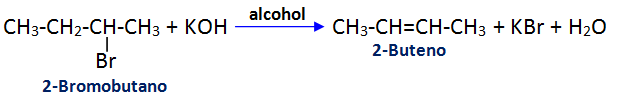 alcohol
CH₃-CH₂-CH-CH₃ + KOH CH₃-CH=CH-CH₃ + KBr + H₂O
Br
2-Buteno
2-Bromobutano